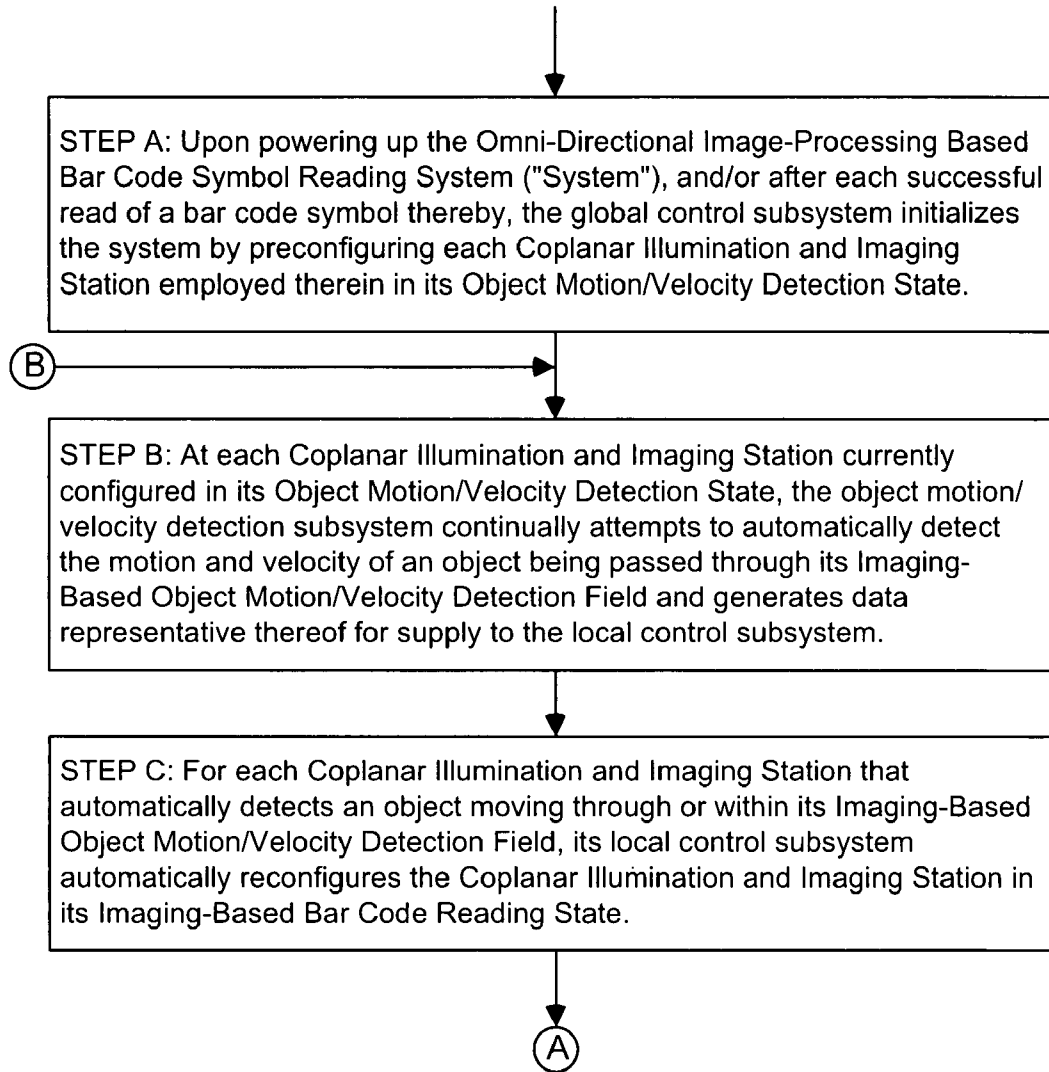 STEP A: Upon powering up the Omni-Directional Image-Processing Based
Bar Code Symbol Reading System ("System"), and/or after each successful
read of a bar code symbol thereby, the global control subsystem initializes
the system by preconfiguring each Coplanar Illumination and Imaging
Station employed therein in its Object Motion/Velocity Detection State.
B
STEP B: At each Coplanar Illumination and Imaging Station currently
configured in its Object Motion/Velocity Detection State, the object motion/
velocity detection subsystem continually attempts to automatically detect
the motion and velocity of an object being passed through its Imaging-
Based Object Motion/Velocity Detection Field and generates data
representative thereof for supply to the local control subsystem.
STEP C: For each Coplanar Illumination and Imaging Station that
automatically detects an object moving through or within its Imaging-Based
Object Motion/Velocity Detection Field, its local control subsystem
automatically reconfigures the Coplanar Illumination and Imaging Station in
its Imaging-Based Bar Code Reading State.
A